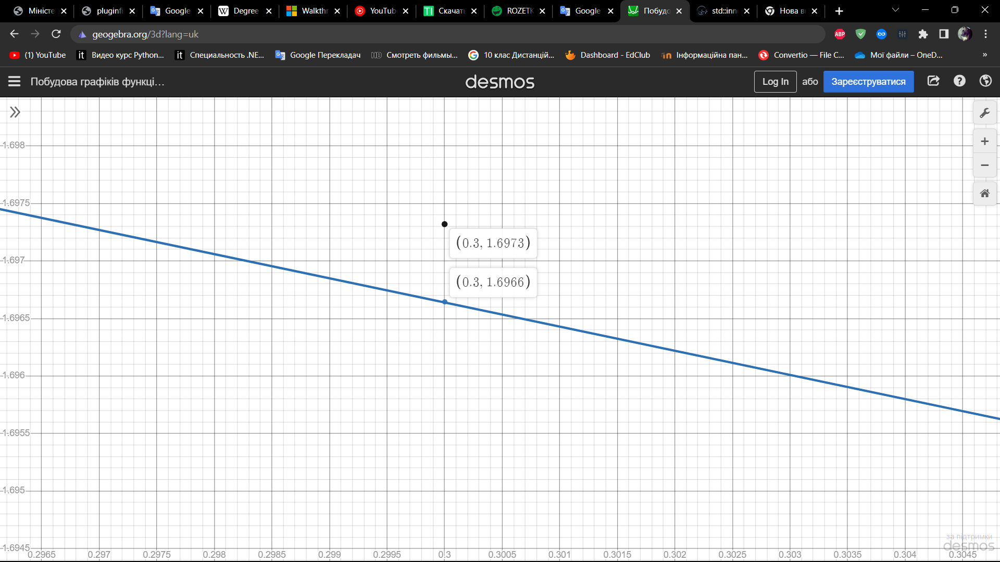 Міністе
pluginfi
Google
Degree
Walkthr
YouTub
Скачат
ROZETK
Google
Побудо
std::inn
Нова в
geogebra.org/3d?lang=uk
(1) YouTube
Видео курс Python...
Специальность .NE...
Google Перекладач
HD Смотреть фильмы...
10 клас Дистанцій...
Dashboard - EdClub
Інформаційна пан...
Convertio — File C...
Мої файли – OneD...
»
Побудова графіків функці...
desmos
Log In
або
Зареєструватися
1.698
1.6975
1.697
1.6965
1.696
1.6955
1.695
1.6945
(0.3, 1.6973)
(0.3, 1.6966)
0.2965 0.297 0.2975 0.298 0.2985 0.299 0.2995 0.3 0.3005 0.301 0.3015 0.302 0.3025 0.303 0.3035 0.304 0.3045
за підтримки
desmos